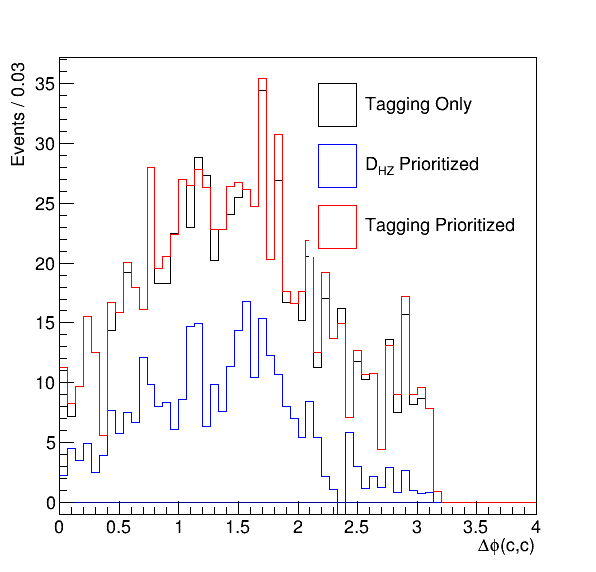 Events / 0.03
35
30
25
20
15
10
5
0
Tagging Only
D_HZ Prioritized
Tagging Prioritized
0 0.5 1 1.5 2 2.5 3 3.5 4
Δϕ(c,c)